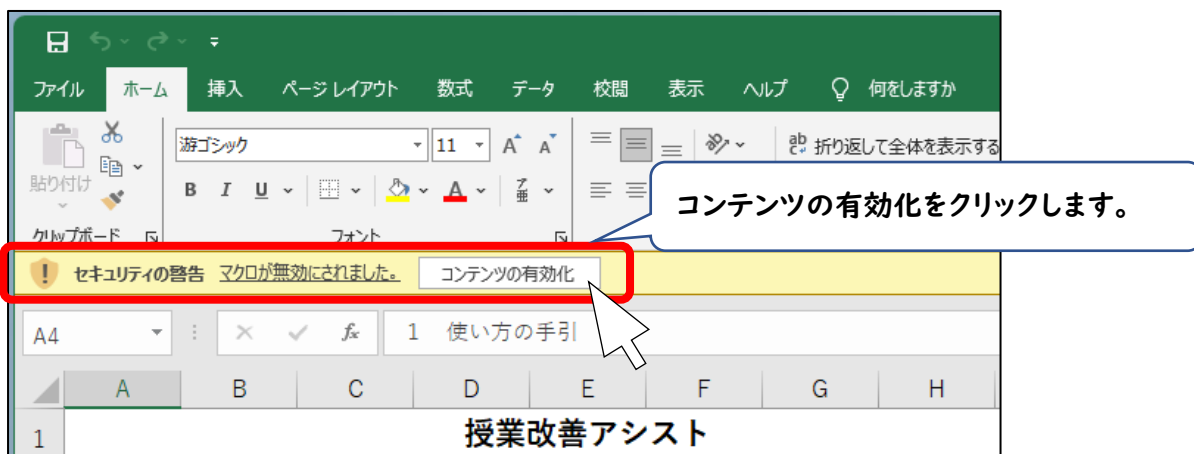 ファイル ホーム 挿入 ページ レイアウト 数式 データ 校閲 表示 ヘルプ 何をしますか
游ゴシック 11 A A ab 折り返して全体を表示する
貼り付け B I U A ア亜
コンテンツの有効化をクリックします。
クリップボード フォント
セキュリティの警告 マクロが無効にされました。 コンテンツの有効化
A4 fx 1 使い方の手引
A B C D E F G H
1 授業改善アシスト